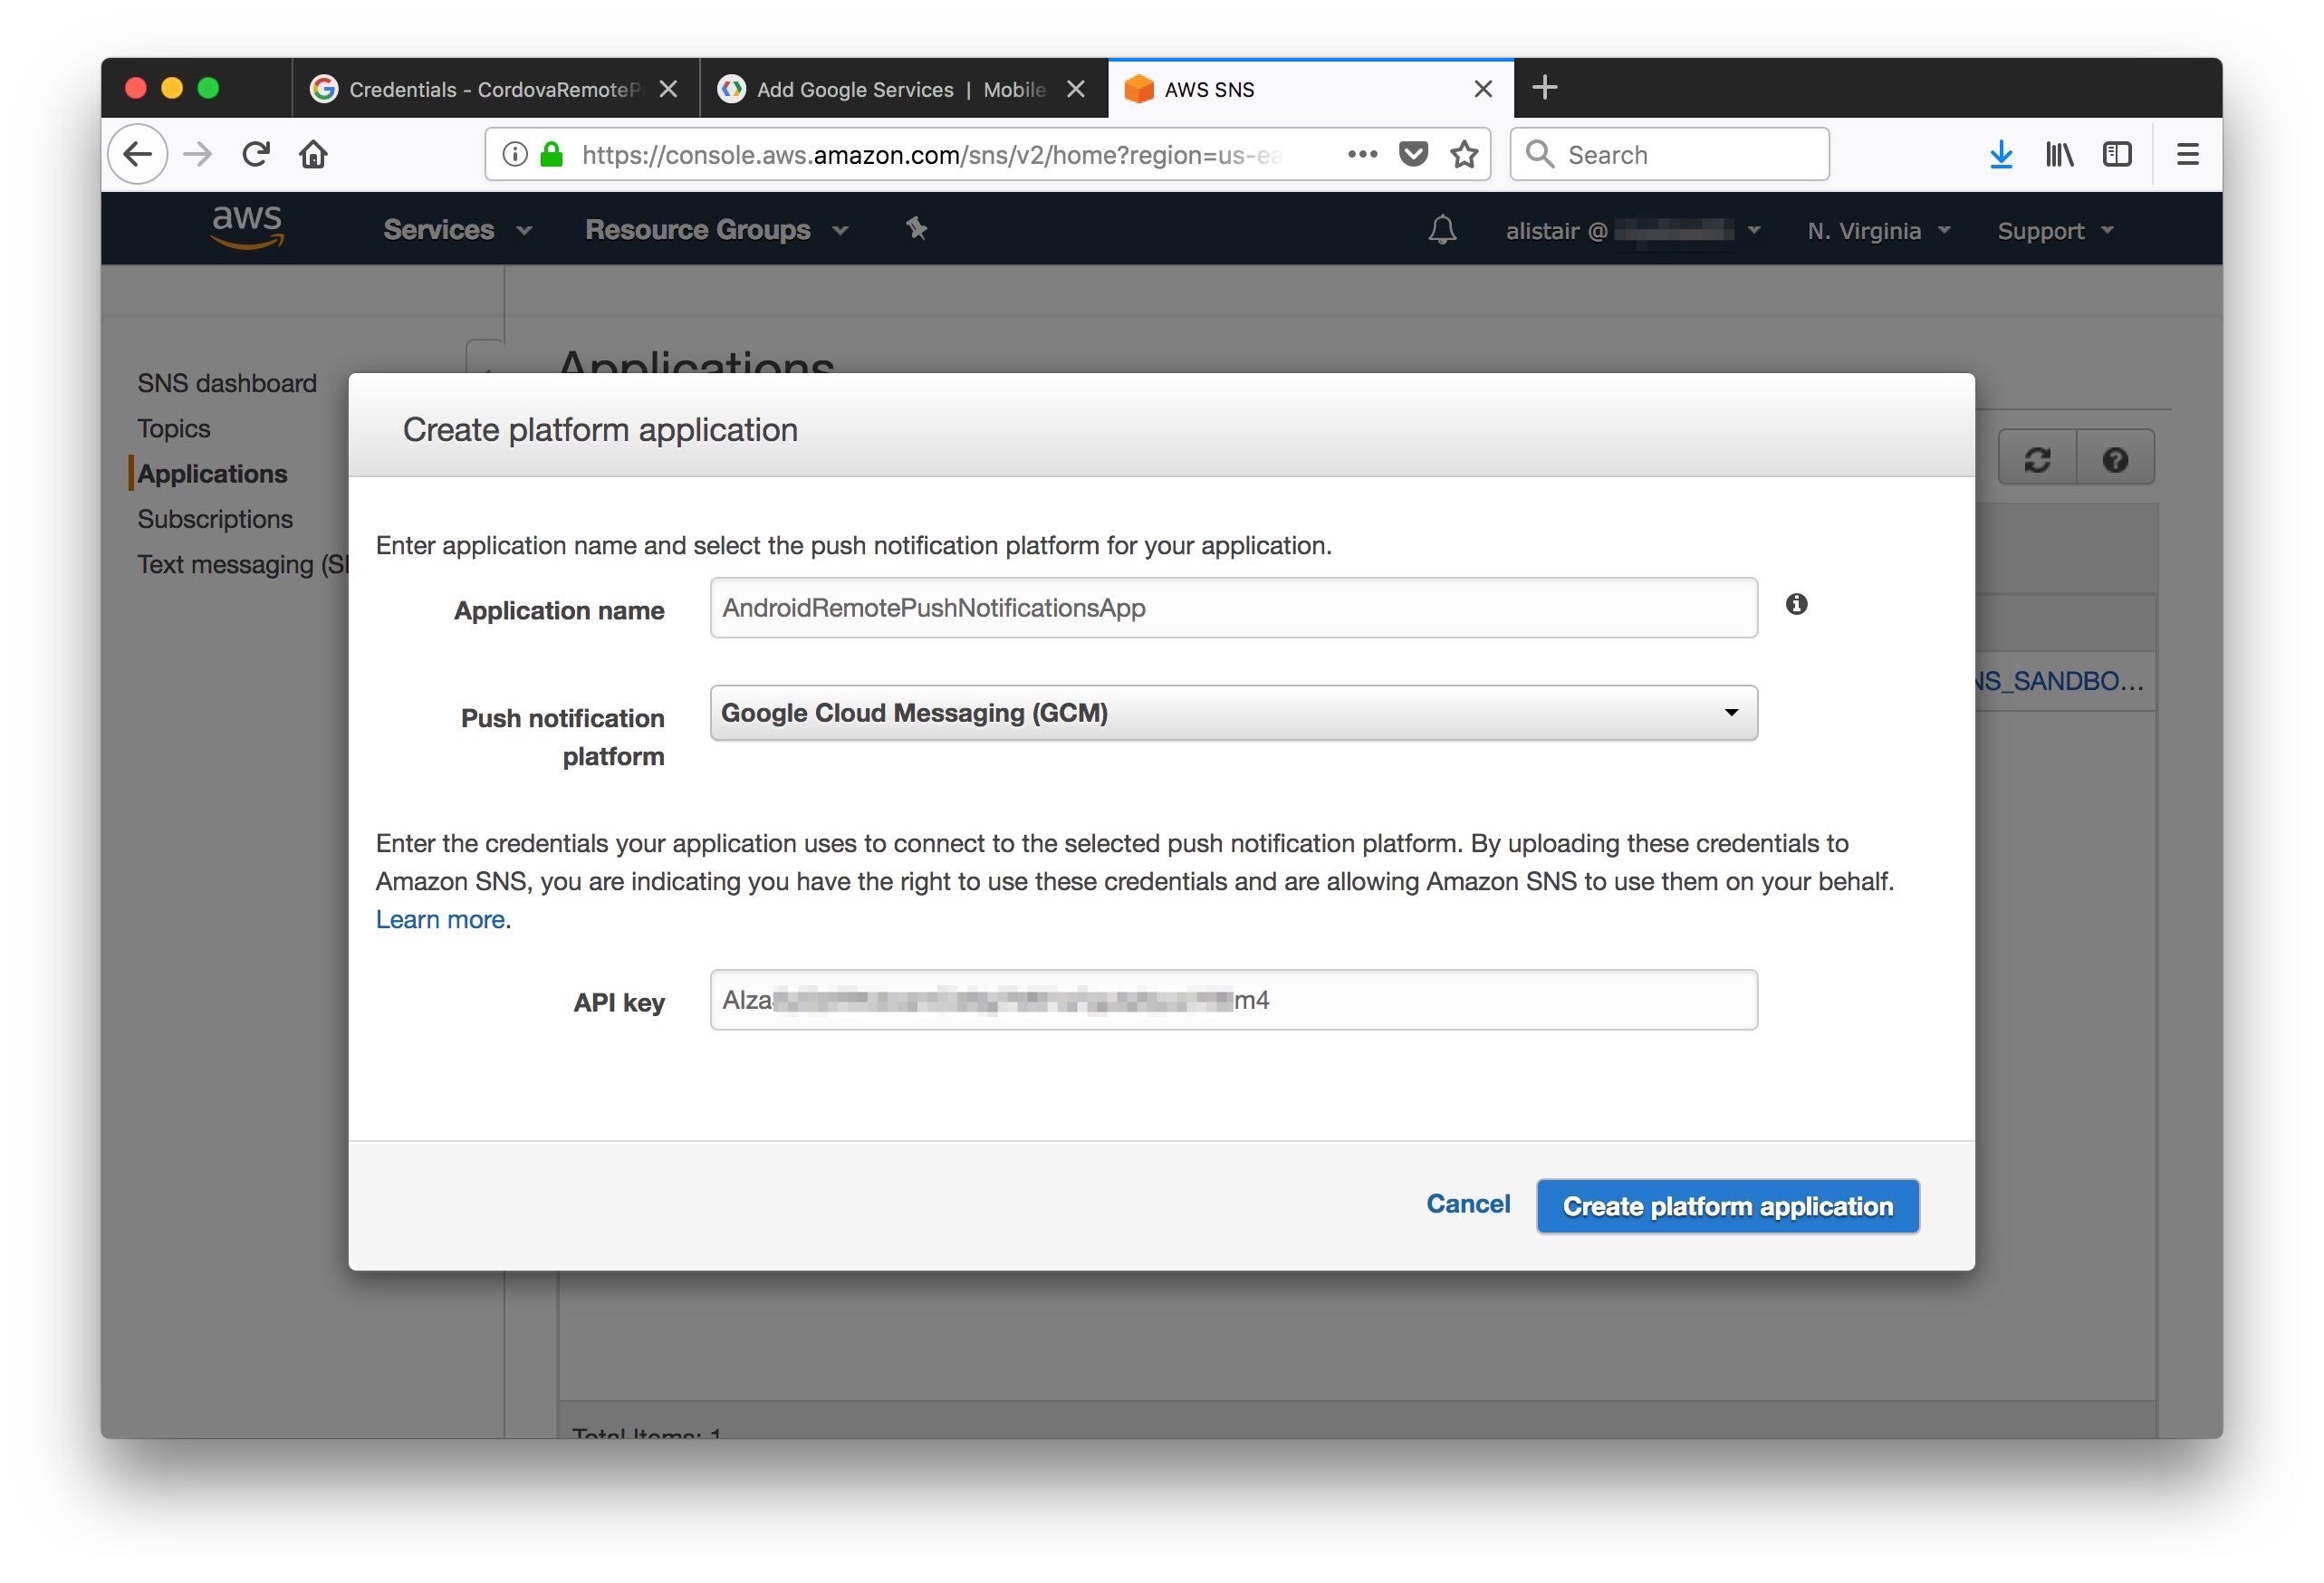 Credentials - CordovaRemoteP
Add Google Services | Mobile
AWS SNS
https://console.aws.amazon.com/sns/v2/home?region=us-ea
Search
aws
Services
Resource Groups
alistair @
N. Virginia
Support
Applications
SNS dashboard
Topics
Applications
Subscriptions
Text messaging (S
Create platform application
Enter application name and select the push notification platform for your application.
Application name
AndroidRemotePushNotificationsApp
Push notification
platform
Google Cloud Messaging (GCM)
NS_SANDBO...
Enter the credentials your application uses to connect to the selected push notification platform. By uploading these credentials to
Amazon SNS, you are indicating you have the right to use these credentials and are allowing Amazon SNS to use them on your behalf.
Learn more.
API key
AIza
m4
Cancel
Create platform application
Total Items: 1